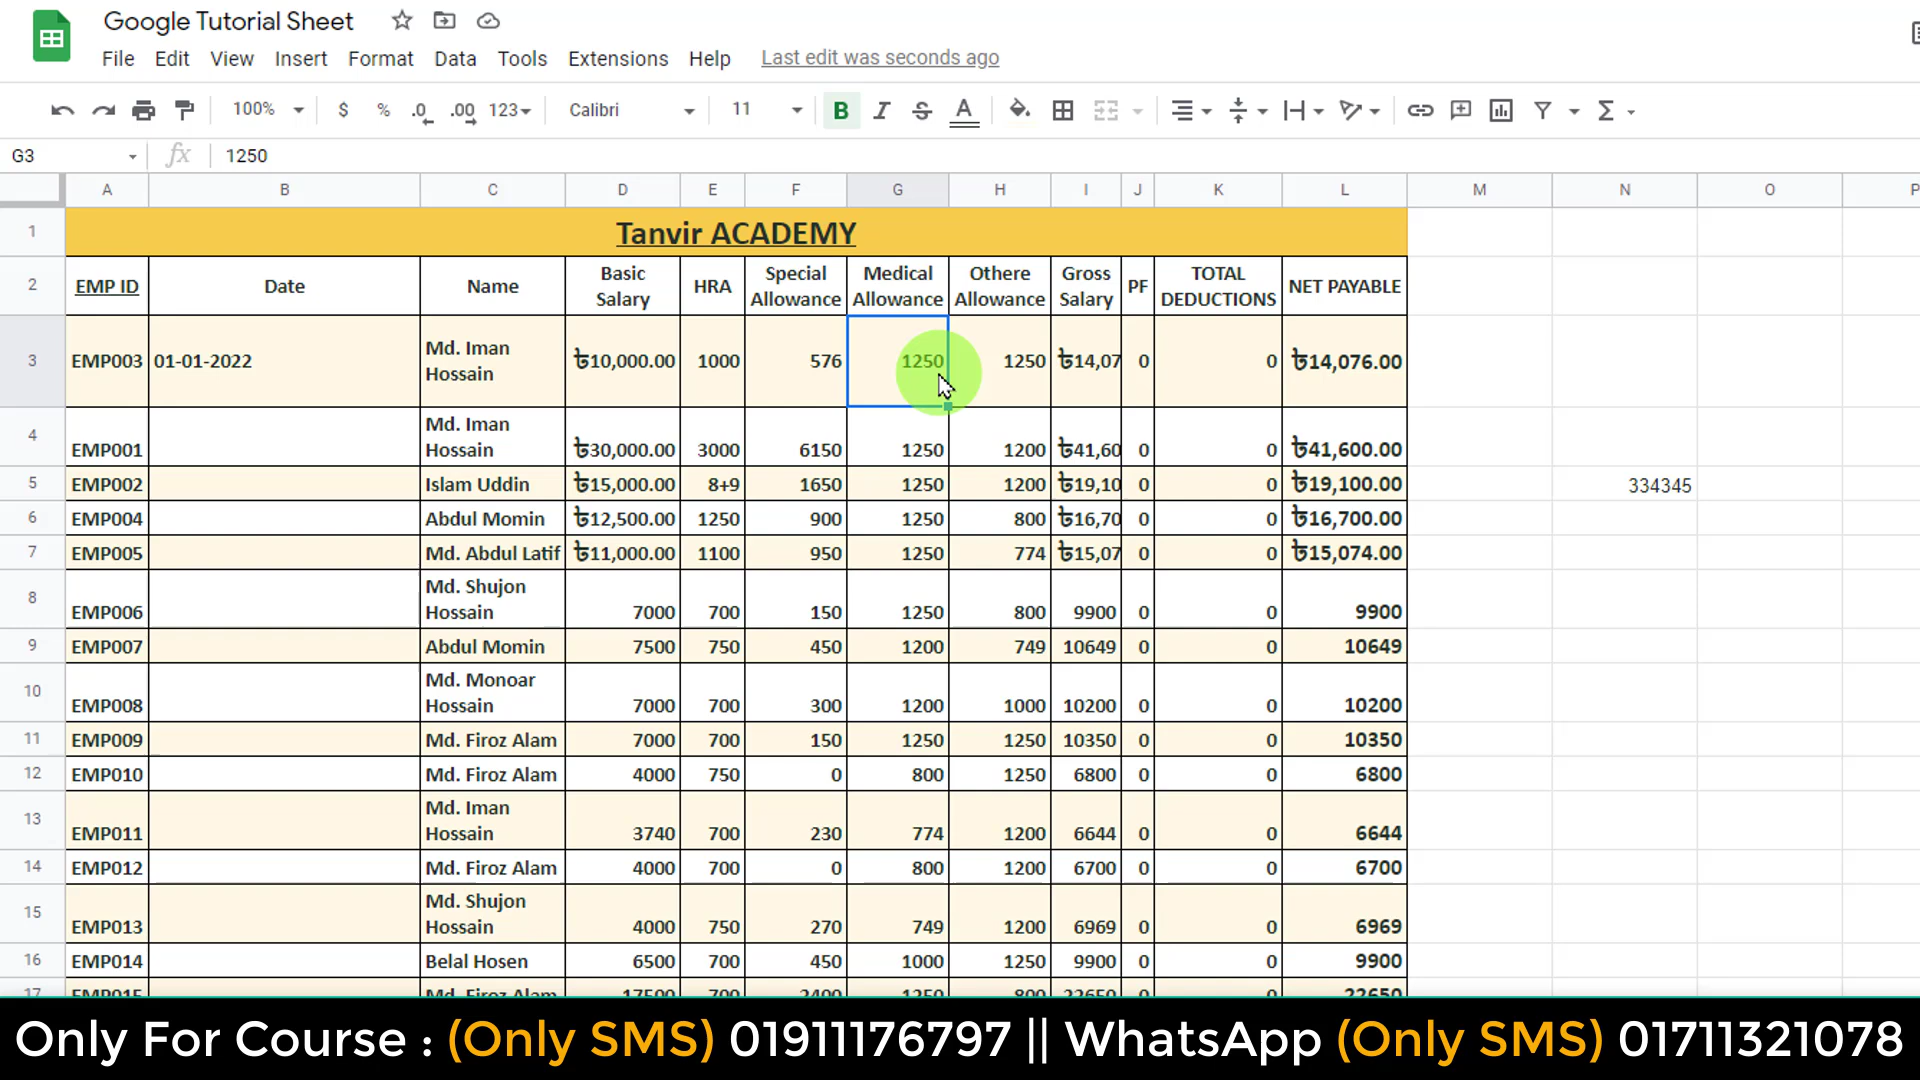 Google Tutorial Sheet
File Edit View Insert Format Data Tools Extensions Help Last edit was seconds ago
100% $ % .0 .00 123 Calibri 11 B I S A Σ
G3 fx 1250
A B C D E F G H I J K L M N O P
1 Tanvir ACADEMY
2 EMP ID Date Name Basic Salary HRA Special Allowance Medical Allowance Othere Allowance Gross Salary PF TOTAL DEDUCTIONS NET PAYABLE
3 EMP003 01-01-2022 Md. Iman Hossain ৳10,000.00 1000 576 1250 1250 ৳14,07 0 0 ৳14,076.00
4 EMP001 Md. Iman Hossain ৳30,000.00 3000 6150 1250 1200 ৳41,60 0 0 ৳41,600.00
5 EMP002 Islam Uddin ৳15,000.00 8+9 1650 1250 1200 ৳19,10 0 0 ৳19,100.00 334345
6 EMP004 Abdul Momin ৳12,500.00 1250 900 1250 800 ৳16,70 0 0 ৳16,700.00
7 EMP005 Md. Abdul Latif ৳11,000.00 1100 950 1250 774 ৳15,07 0 0 ৳15,074.00
8 EMP006 Md. Shujon Hossain 7000 700 150 1250 800 9900 0 0 9900
9 EMP007 Abdul Momin 7500 750 450 1200 749 10649 0 0 10649
10 EMP008 Md. Monoar Hossain 7000 700 300 1200 1000 10200 0 0 10200
11 EMP009 Md. Firoz Alam 7000 700 150 1250 1250 10350 0 0 10350
12 EMP010 Md. Firoz Alam 4000 750 0 800 1250 6800 0 0 6800
13 EMP011 Md. Iman Hossain 3740 700 230 774 1200 6644 0 0 6644
14 EMP012 Md. Firoz Alam 4000 700 0 800 1200 6700 0 0 6700
15 EMP013 Md. Shujon Hossain 4000 750 270 749 1200 6969 0 0 6969
16 EMP014 Belal Hosen 6500 700 450 1000 1250 9900 0 0 9900
17 EMP015 Md. Firoz Alam 17500 700 2400 1250 800 22650 0 0 22650
Only For Course : (Only SMS) 01911176797 || WhatsApp (Only SMS) 01711321078